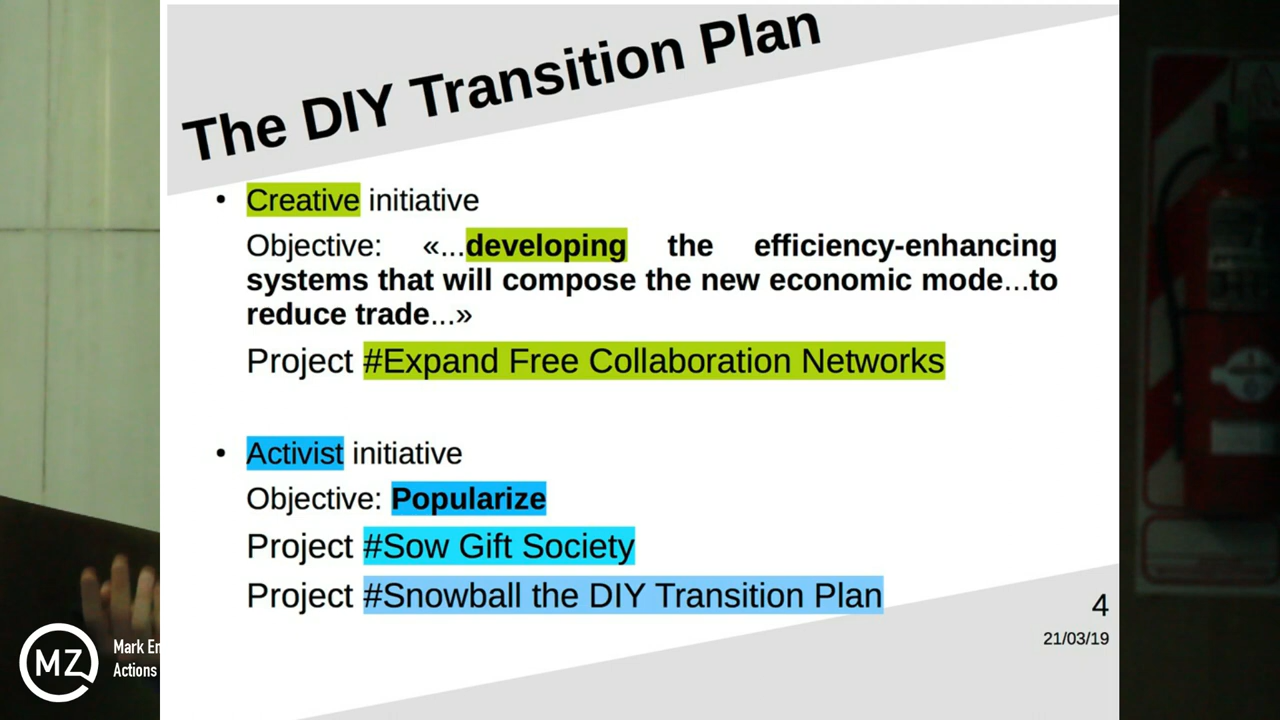 The DIY Transition Plan
• Creative initiative
Objective: «...developing the efficiency-enhancing
systems that will compose the new economic mode...to
reduce trade...»
Project #Expand Free Collaboration Networks
• Activist initiative
Objective: Popularize
Project #Sow Gift Society
Project #Snowball the DIY Transition Plan
4
21/03/19
MZ
Mark En
Actions